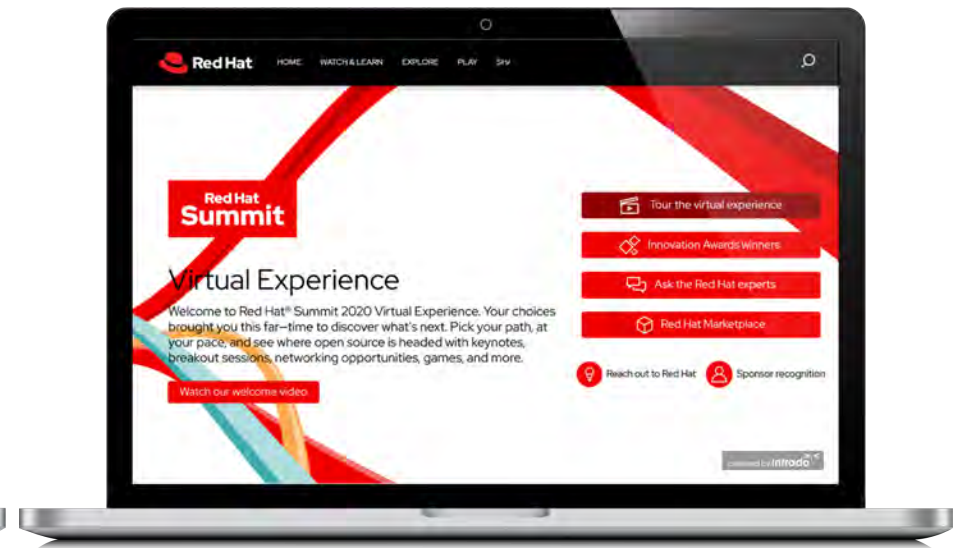 Red Hat HOME WATCH & LEARN EXPLORE PLAY
Red Hat
Summit
Virtual Experience
Welcome to Red Hat® Summit 2020 Virtual Experience. Your choices
brought you this far—time to discover what's next. Pick your path, at
your pace, and see where open source is headed with keynotes,
breakout sessions, networking opportunities, games, and more.
Watch our welcome video
Tour the virtual experience
Innovation Awards winners
Ask the Red Hat experts
Red Hat Marketplace
Reach out to Red Hat Sponsor recognition
powered by intrado